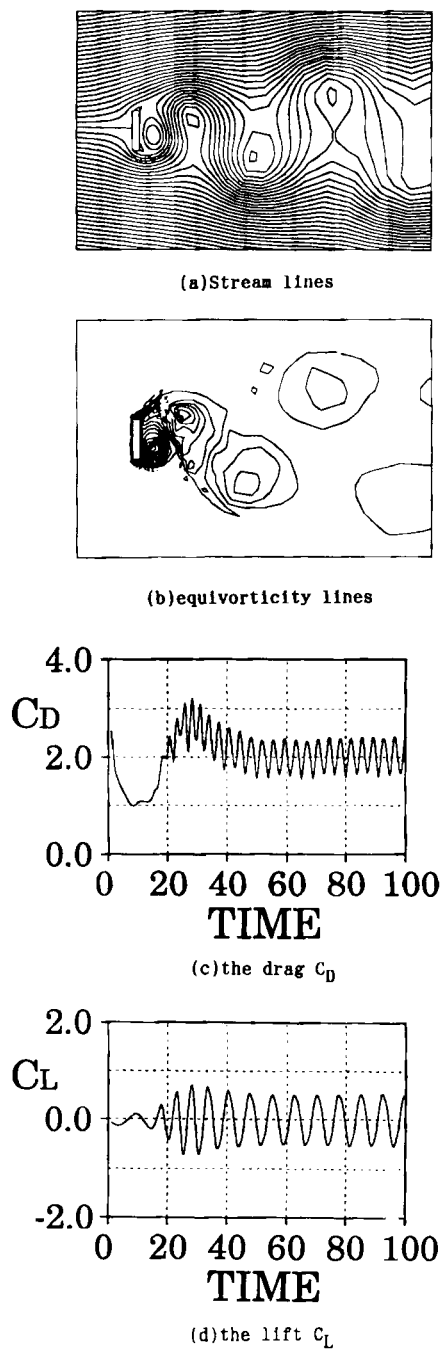 (a)Stream lines
(b)equivorticity lines
4.0
CD
2.0
0.0
0 20 40 60 80 100
TIME
(c)the drag CD
2.0
CL
0.0
-2.0
0 20 40 60 80 100
TIME
(d)the lift CL